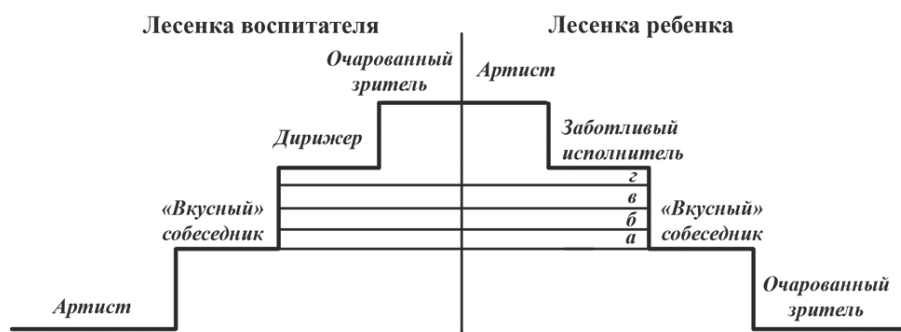 Лесенка воспитателя
Лесенка ребенка
Очарованный
зритель
Артист
Дирижер
Заботливый
исполнитель
г
в
б
а
«Вкусный»
собеседник
«Вкусный»
собеседник
Артист
Очарованный
зритель